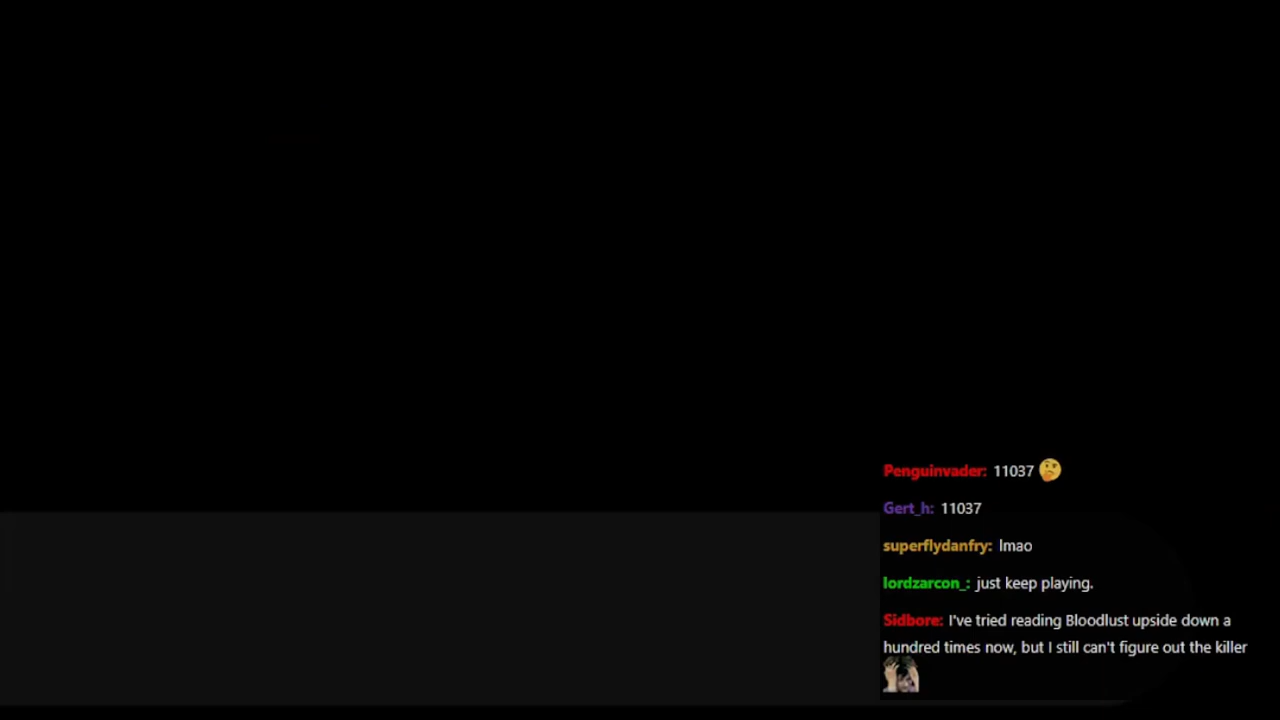 Penguinvader: 11037 🤔
Gert_h: 11037
superflydanfry: lmao
lordzarcon_: just keep playing.
Sidbore: I've tried reading Bloodlust upside down a
hundred times now, but I still can't figure out the killer